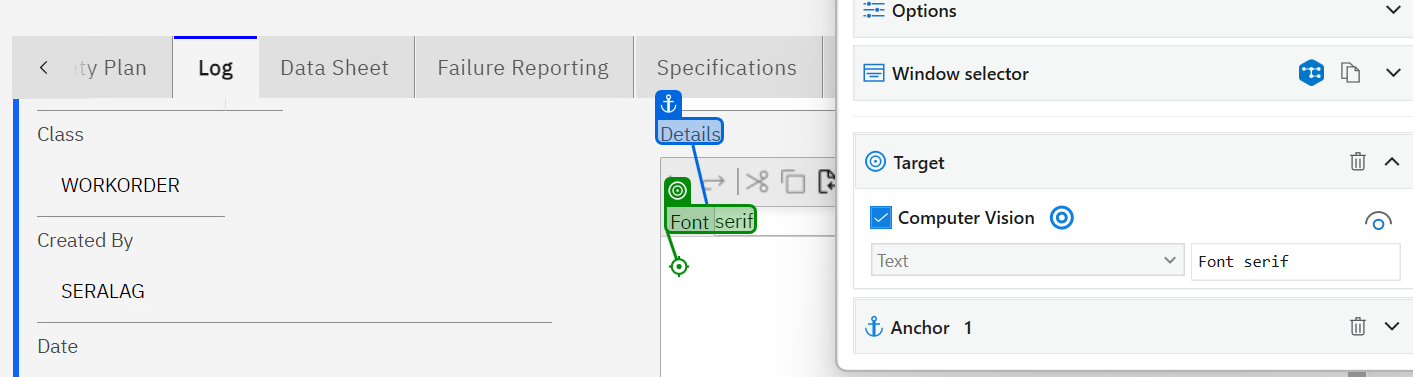 ty Plan
Log
Data Sheet
Failure Reporting
Specifications
Class
WORKORDER
Created By
SERALAG
Date
Details
Font serif
Options
Window selector
Target
Computer Vision
Text
Font serif
Anchor 1